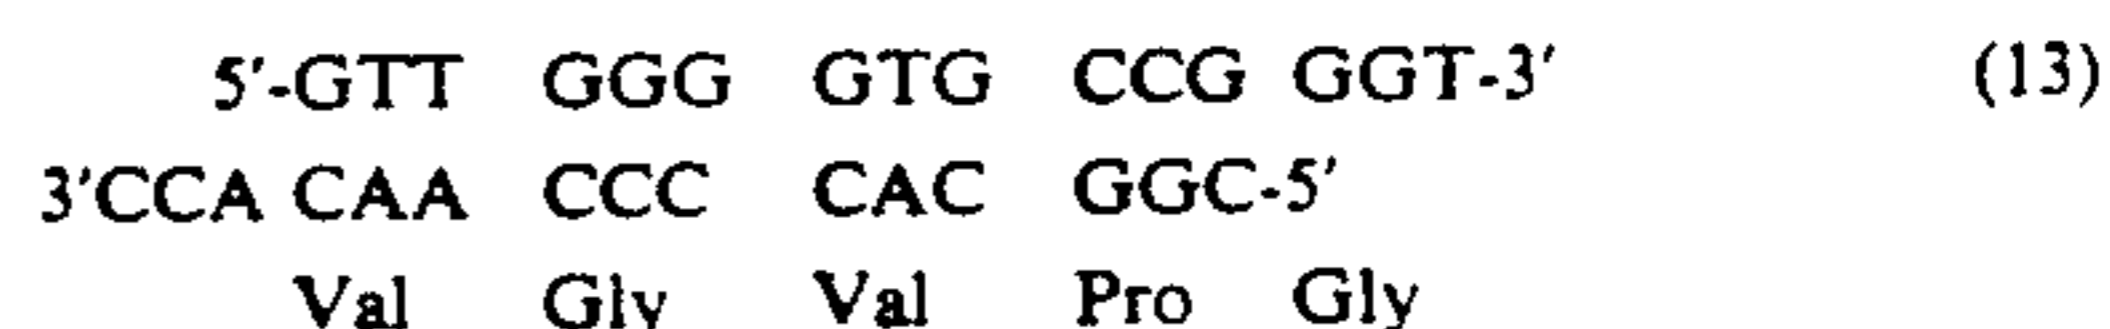 5'-GTT GGG GTG CCG GGT-3' (13)
3'CCA CAA CCC CAC GGC-5'
Val Gly Val Pro Gly